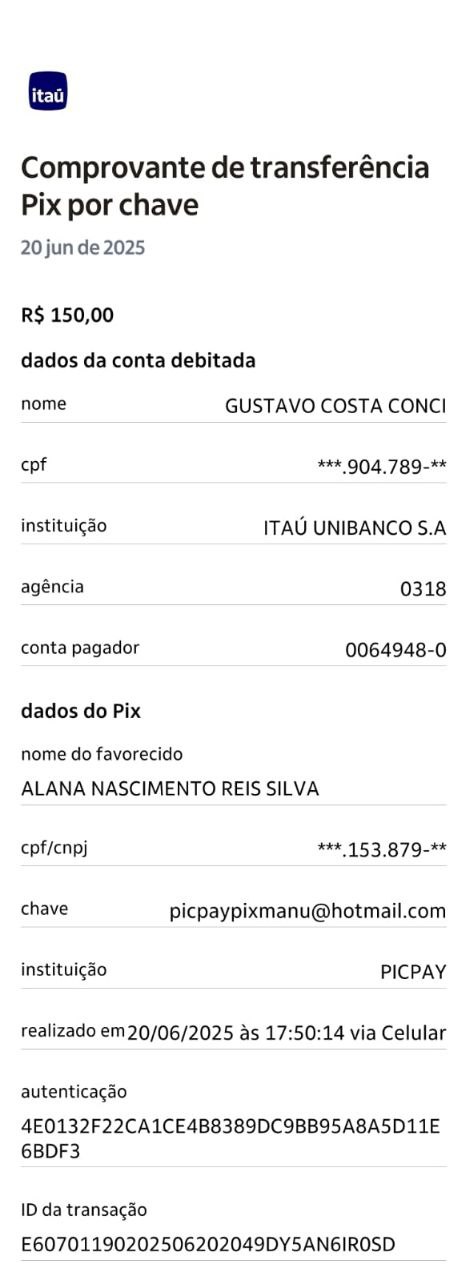 itaú
Comprovante de transferência
Pix por chave
20 jun de 2025
R$ 150,00
dados da conta debitada
nome GUSTAVO COSTA CONCI
cpf ***.904.789-**
instituição ITAÚ UNIBANCO S.A
agência 0318
conta pagador 0064948-0
dados do Pix
nome do favorecido
ALANA NASCIMENTO REIS SILVA
cpf/cnpj ***.153.879-**
chave picpaypixmanu@hotmail.com
instituição PICPAY
realizado em 20/06/2025 às 17:50:14 via Celular
autenticação
4E0132F22CA1CE4B8389DC9BB95A8A5D11E
6BDF3
ID da transação
E60701190202506202049DY5AN6IR0SD